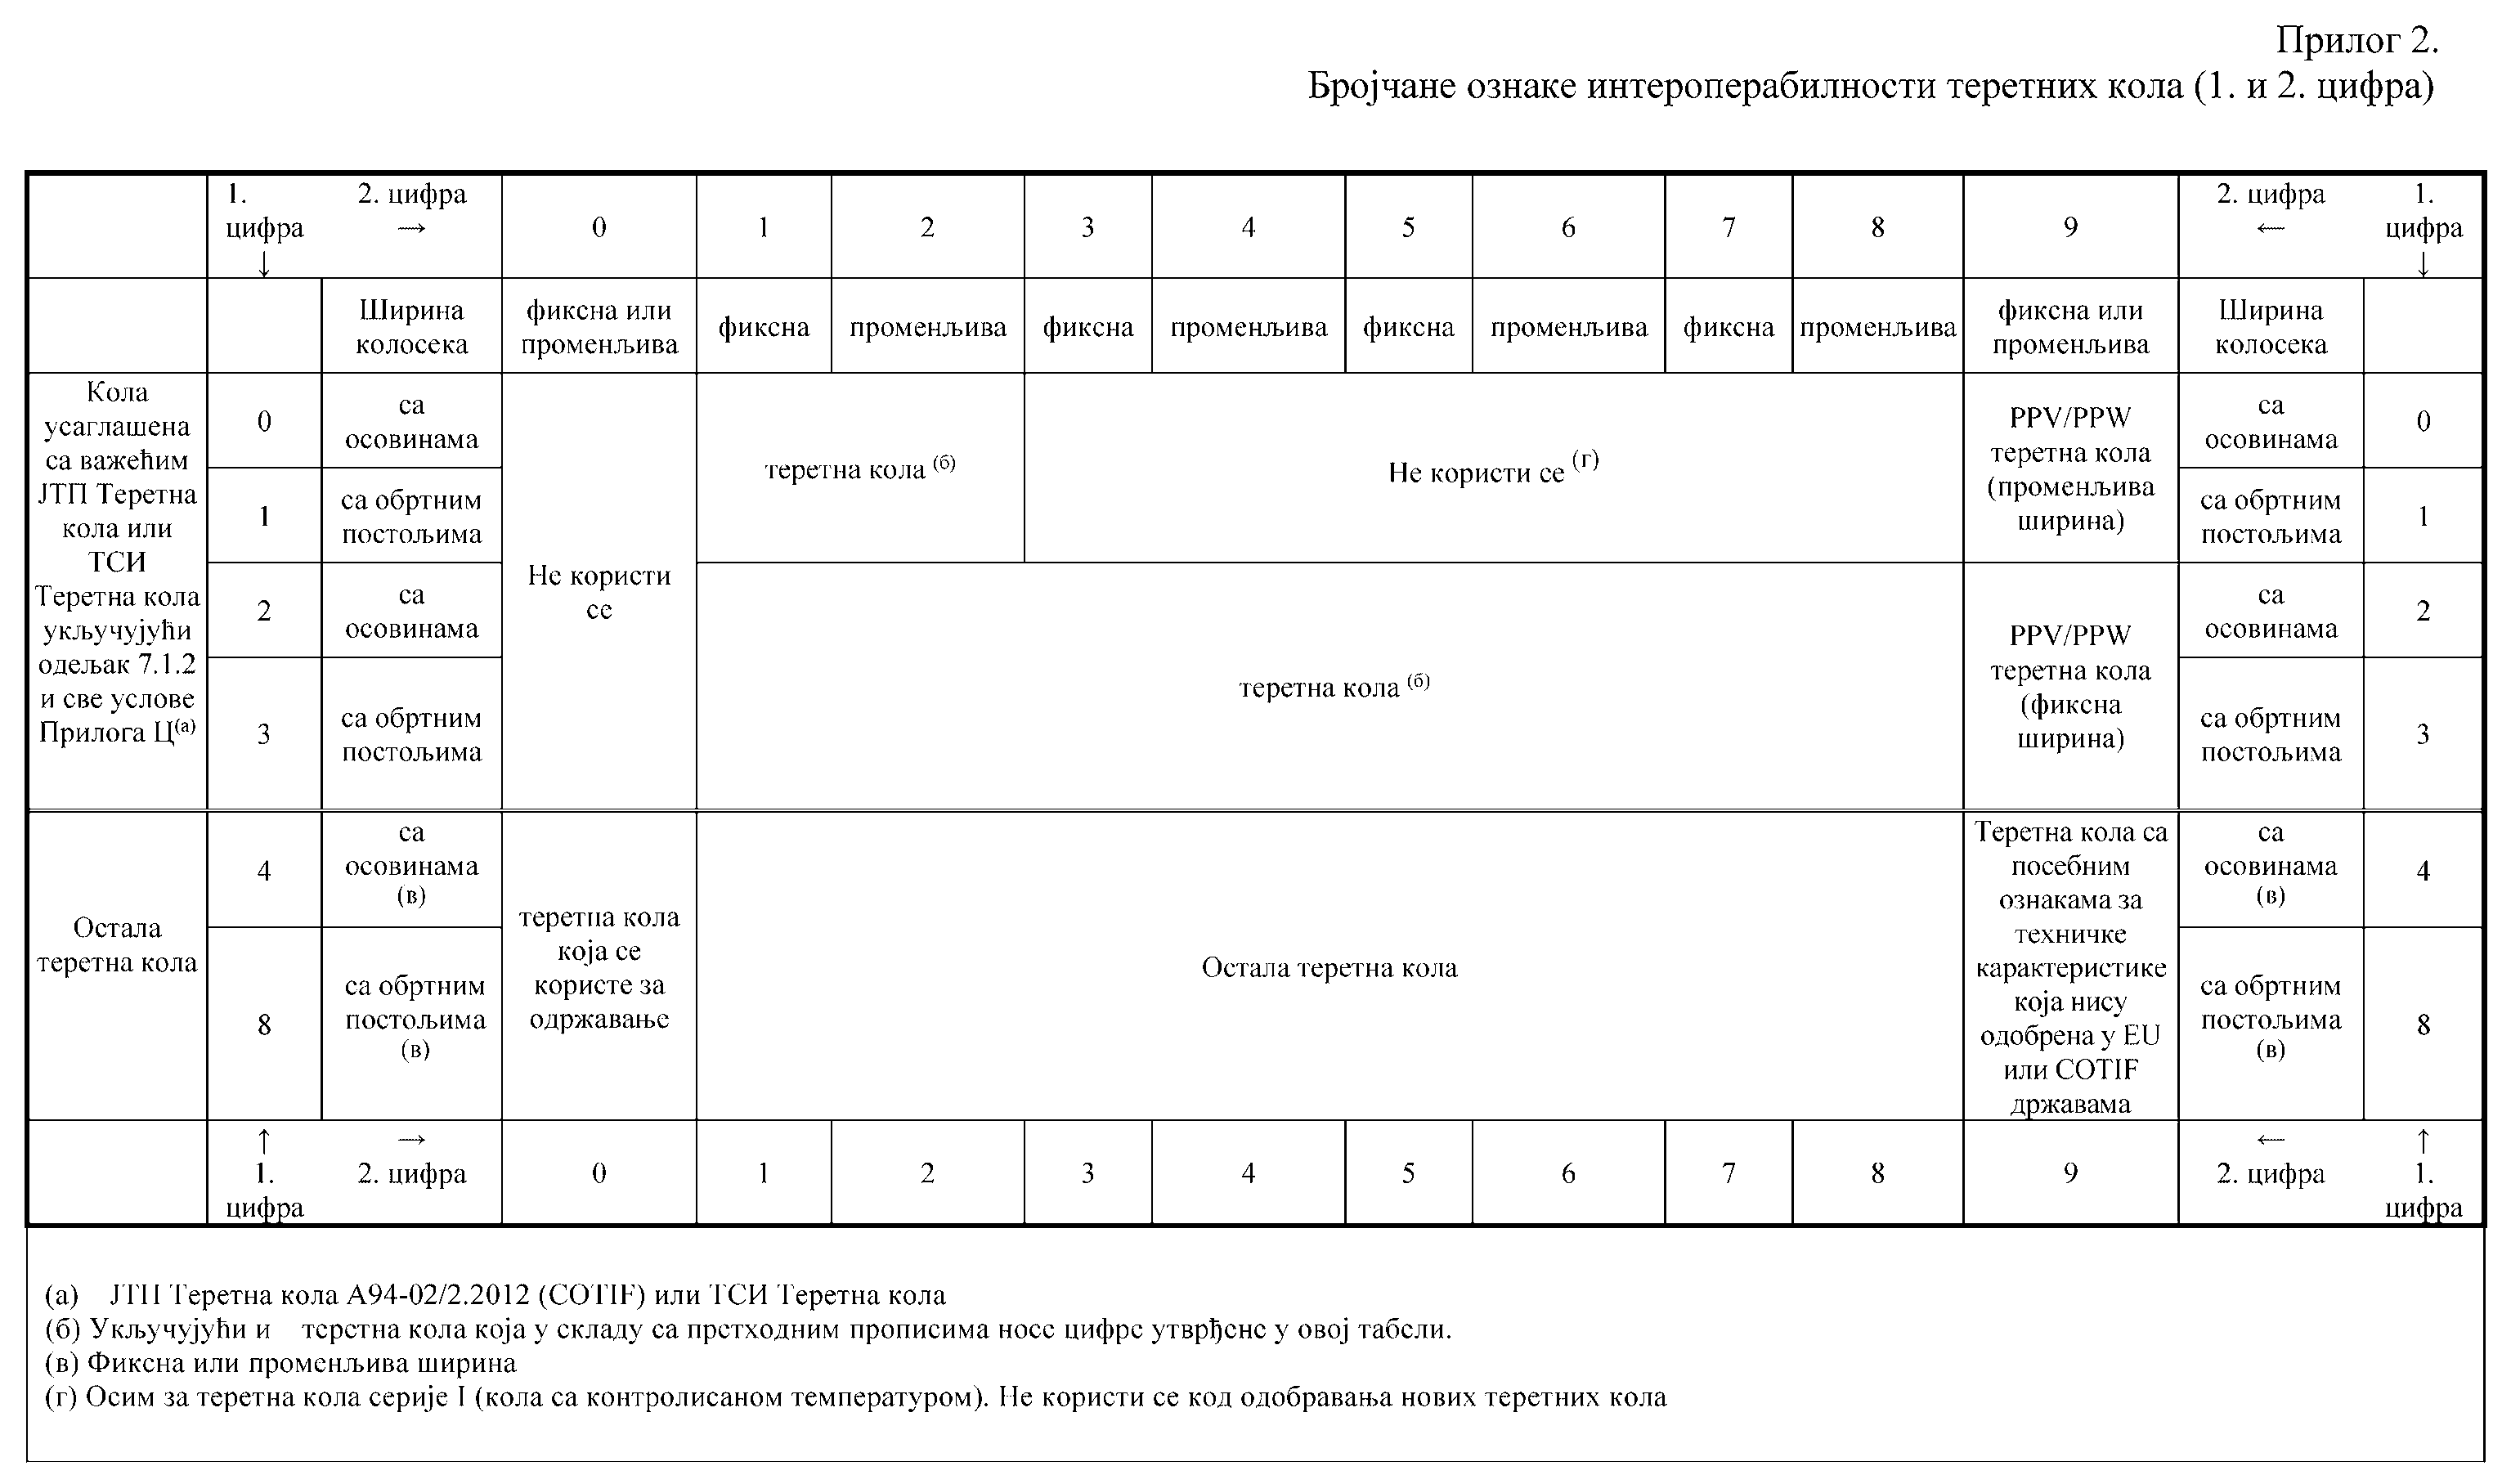 Прилог 2.
Бројчане ознаке интероперабилности теретних кола (1. и 2. цифра)
1. 2. цифра 2. цифра 1.
цифра → 0 1 2 3 4 5 6 7 8 9 ← цифра
↓ ↓
Ширина колосека
фиксна или променљива
фиксна
променљива
фиксна
променљива
фиксна
променљива
фиксна
променљива
фиксна или променљива
Ширина колосека
Кола
усаглашена
са важећим
ЈТП Теретна
кола или
ТСИ
Теретна кола
укључујући
одељак 7.1.2
и све услове
Прилога Ц(а)
0
са
осовинама
1
са обртним
постољима
2
са
осовинама
3
са обртним
постољима
Не користи
се
теретна кола (б)
Не користи се (г)
теретна кола (б)
PPV/PPW
теретна кола
(променљива
ширина)
PPV/PPW
теретна кола
(фиксна
ширина)
са
осовинама
0
са обртним
постољима
1
са
осовинама
2
са обртним
постољима
3
Остала
теретна кола
4
са
осовинама
(в)
8
са обртним
постољима
(в)
теретна кола
која се
користе за
одржавање
Остала теретна кола
Теретна кола са
посебним
ознакама за
техничке
карактеристике
која нису
одобрена у EU
или COTIF
државама
са
осовинама
(в)
4
са обртним
постољима
(в)
8
↑ → ← ↑
1. 2. цифра 0 1 2 3 4 5 6 7 8 9 2. цифра 1.
цифра цифра
(а) ЈТП Теретна кола А94-02/2.2012 (COTIF) или ТСИ Теретна кола
(б) Укључујући и теретна кола која у складу са претходним прописима носе цифре утврђене у овој табели.
(в) Фиксна или променљива ширина
(г) Осим за теретна кола серије I (кола са контролисаном температуром). Не користи се код одобравања нових теретних кола